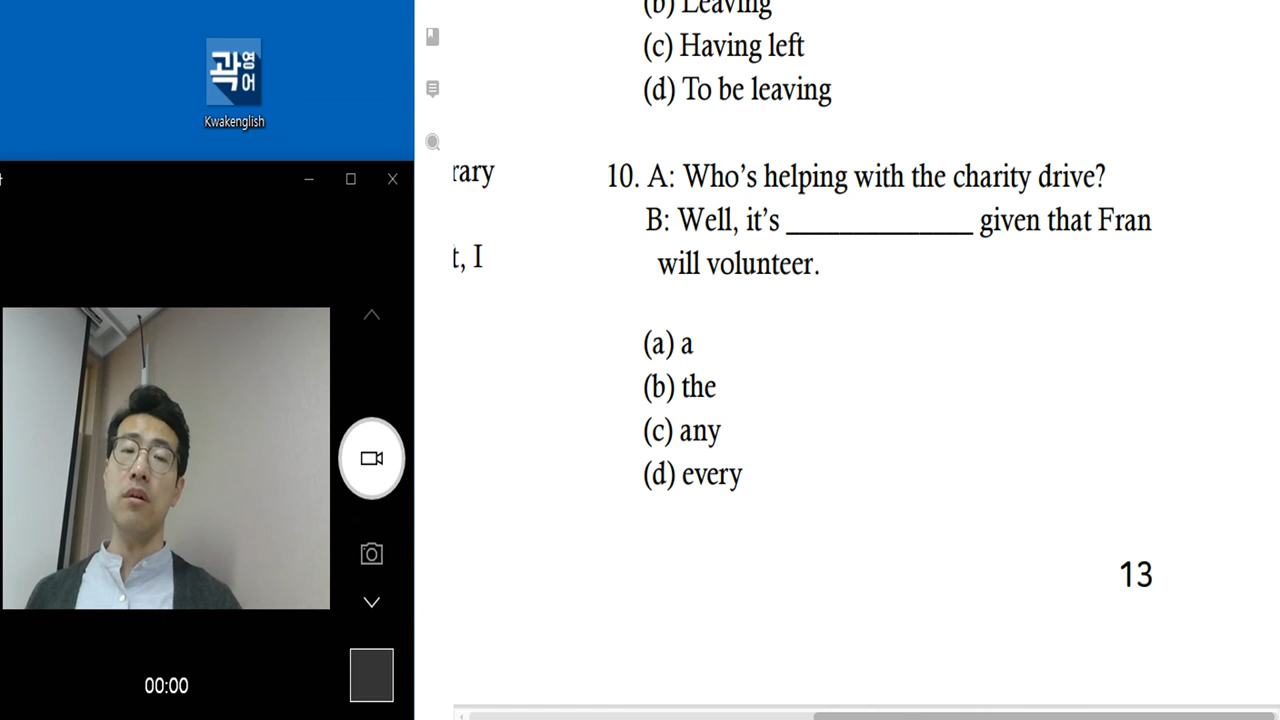 곽영어
Kwakenglish
(b) Leaving
(c) Having left
(d) To be leaving
rary
t, I
10. A: Who's helping with the charity drive?
B: Well, it's ______________ given that Fran
will volunteer.
(a) a
(b) the
(c) any
(d) every
13
00:00